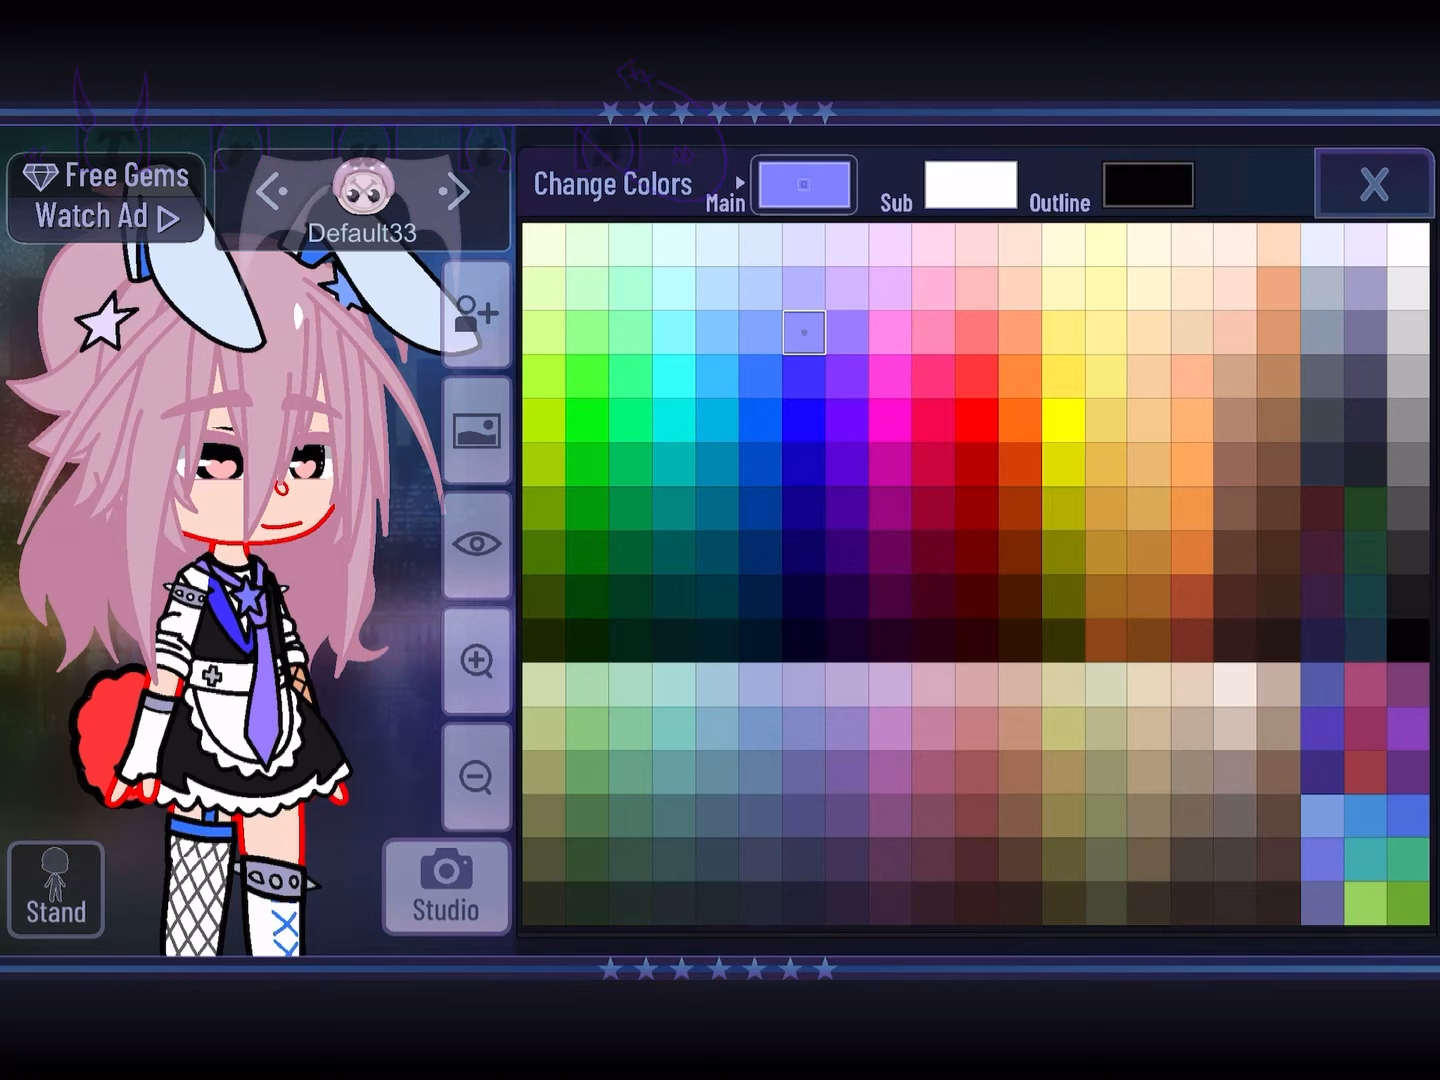 Free Gems
Watch Ad
Default33
Change Colors
Main
Sub
Outline
X
Stand
Studio